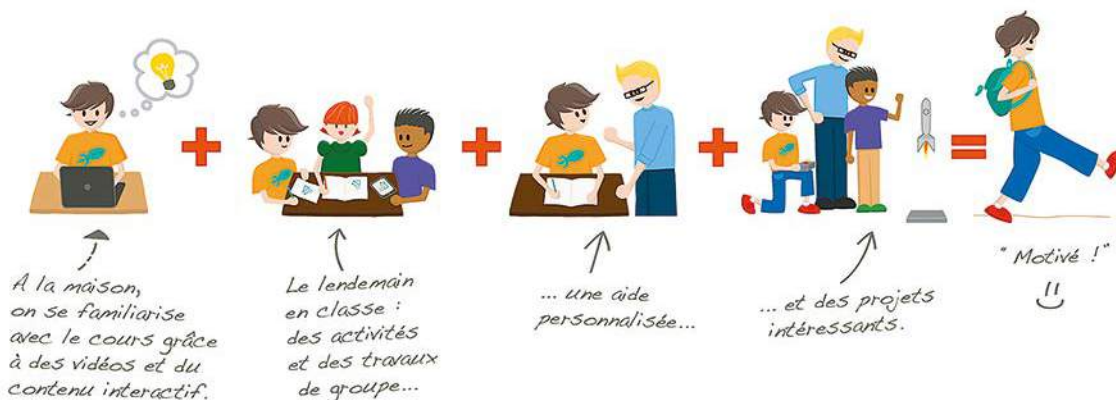 A la maison,
on se familiarise
avec le cours grâce
à des vidéos et du
contenu interactif.
Le lendemain
en classe :
des activités
et des travaux
de groupe...
... une aide
personnalisée...
... et des projets
intéressants.
" Motivé ! "